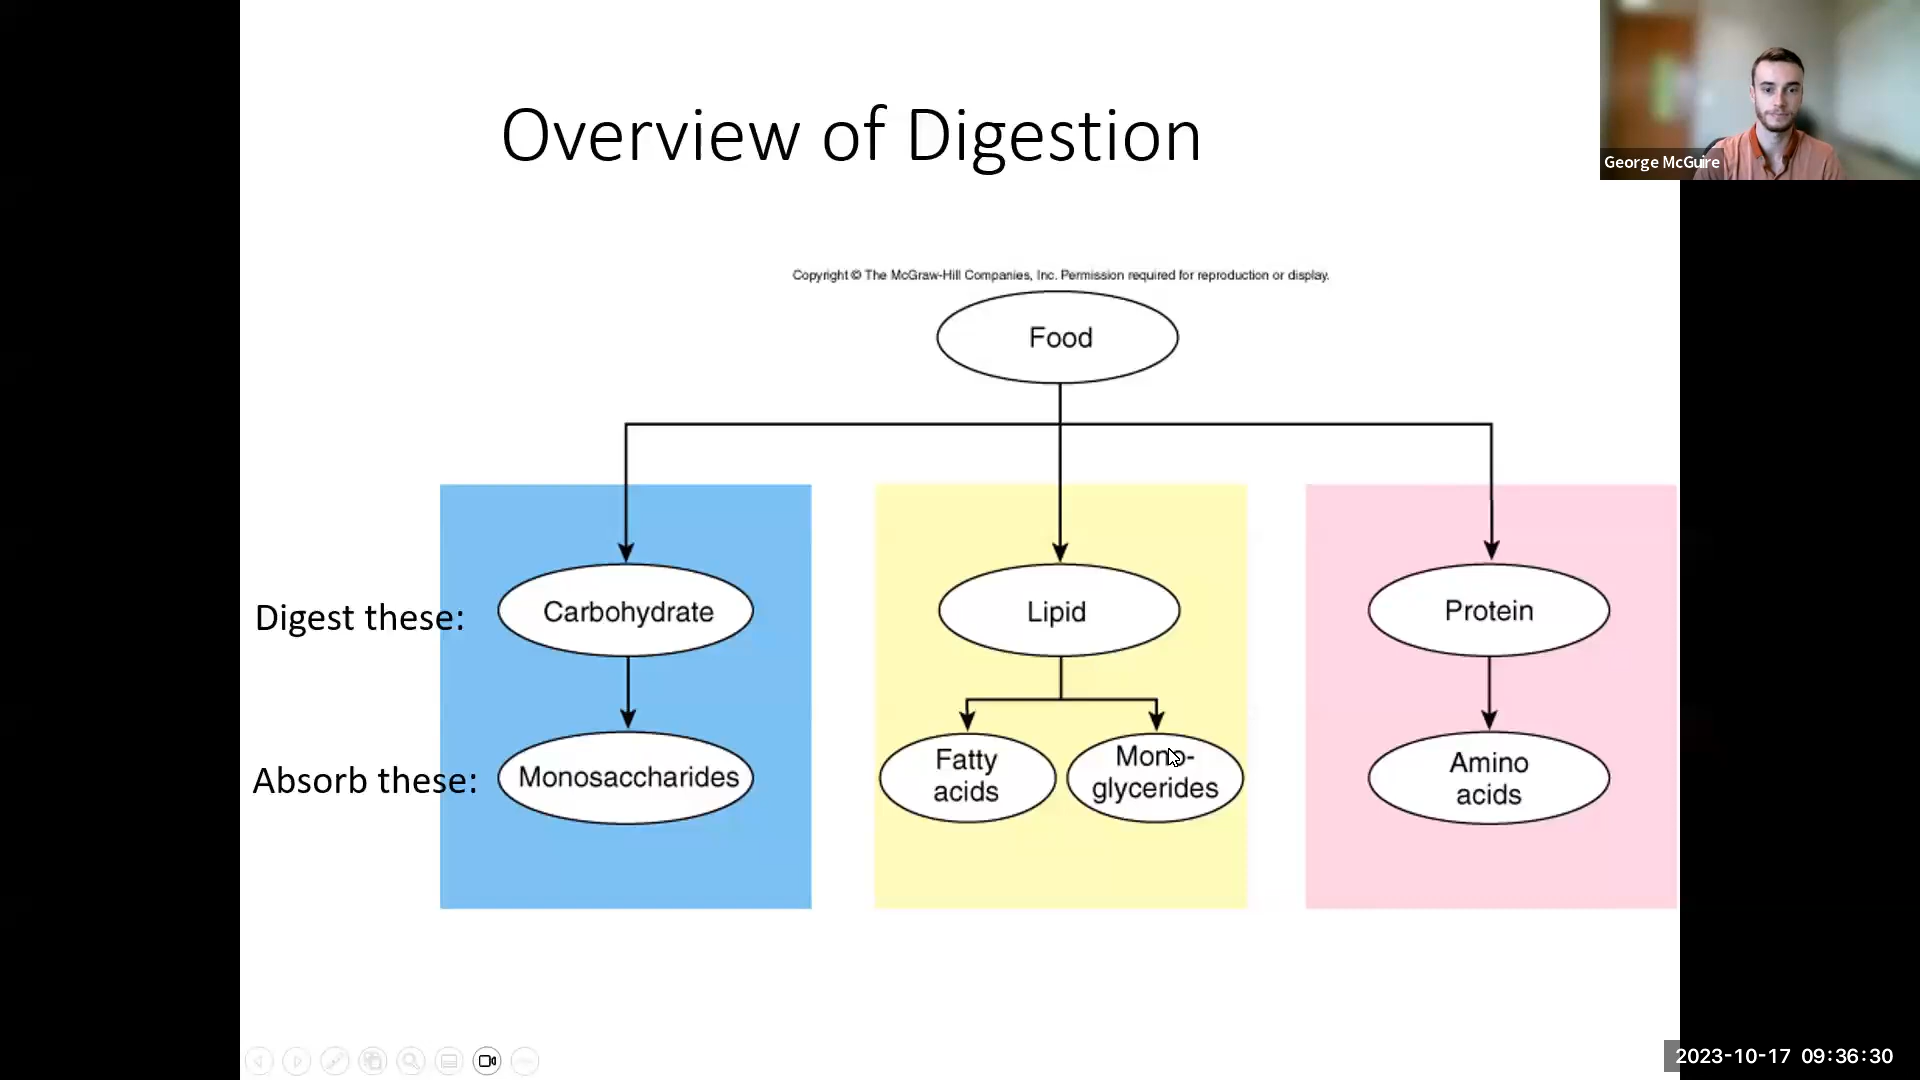 Overview of Digestion
George McGuire
Copyright © The McGraw-Hill Companies, Inc. Permission required for reproduction or display.
Food
Digest these:
Carbohydrate
Lipid
Protein
Absorb these:
Monosaccharides
Fatty
acids
Mono-
glycerides
Amino
acids
2023-10-17 09:36:30